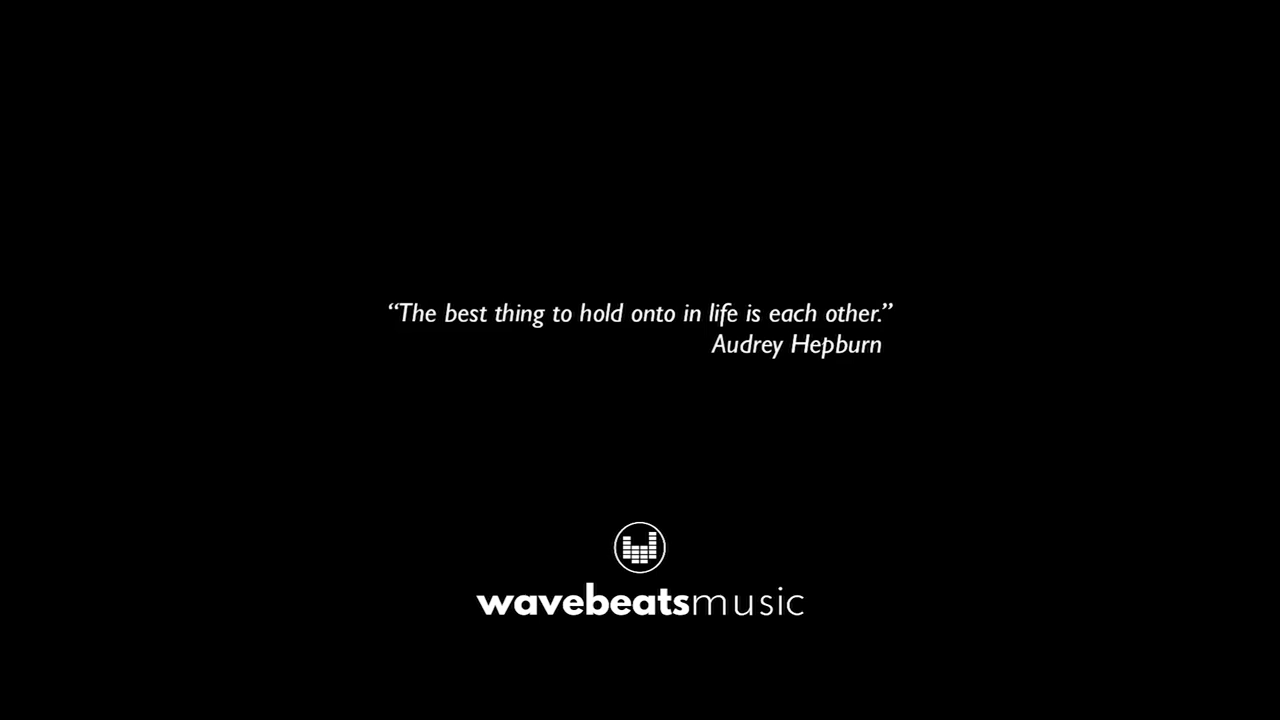 “The best thing to hold onto in life is each other.”
Audrey Hepburn
wavebeatsmusic